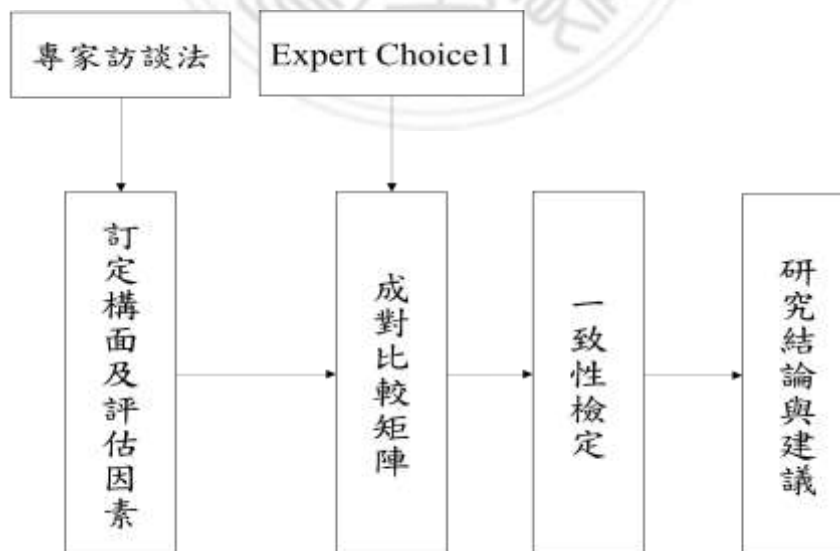 專家訪談法
Expert Choice11
訂定構面及評估因素
成對比較矩陣
一致性檢定
研究結論與建議